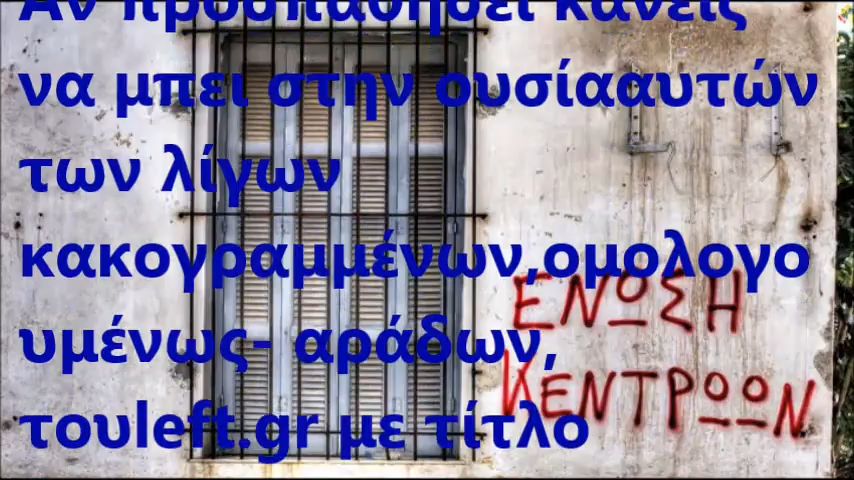 Αν προσπαθήσει κανείς
να μπει στην ουσίααυτών
των λίγων
κακογραμμένων,ομολογο
υμένως- αράδων,
τουleft.gr με τίτλο
ΕΝΩΣΗ
ΚΕΝΤΡΩΩΝ